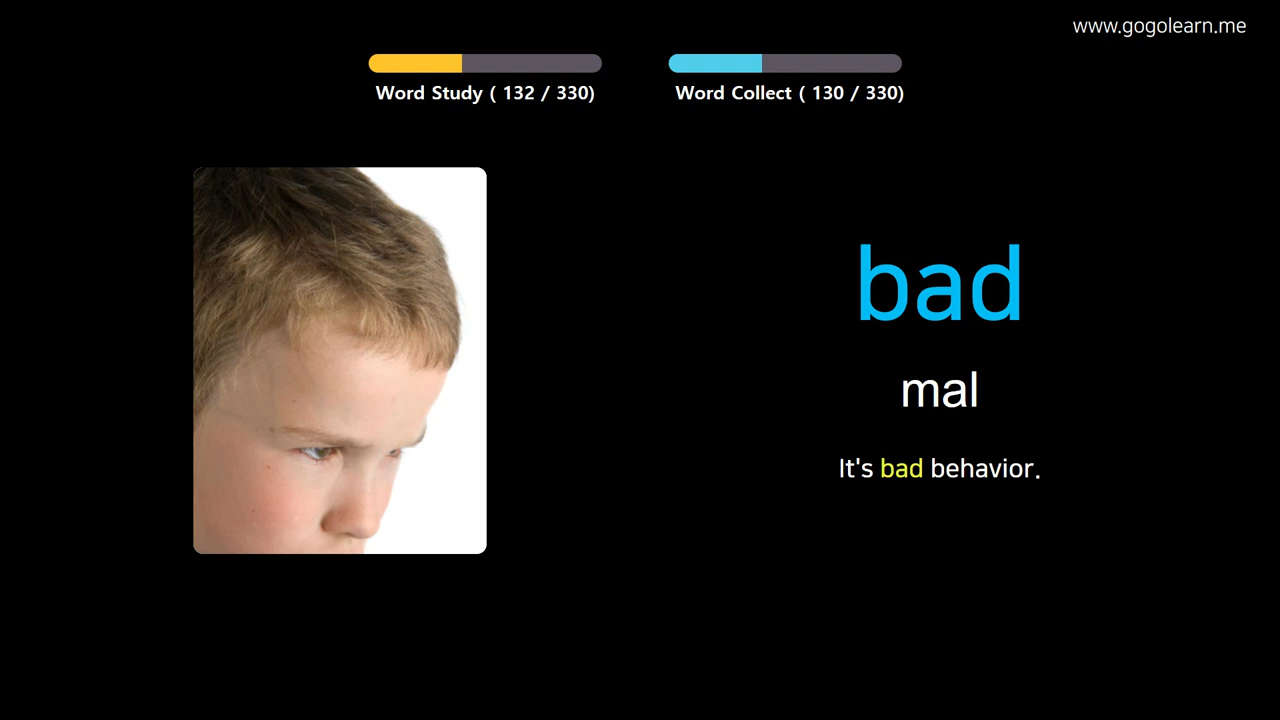 www.gogolearn.me
Word Study ( 132 / 330)
Word Collect ( 130 / 330)
bad
mal
It's bad behavior.